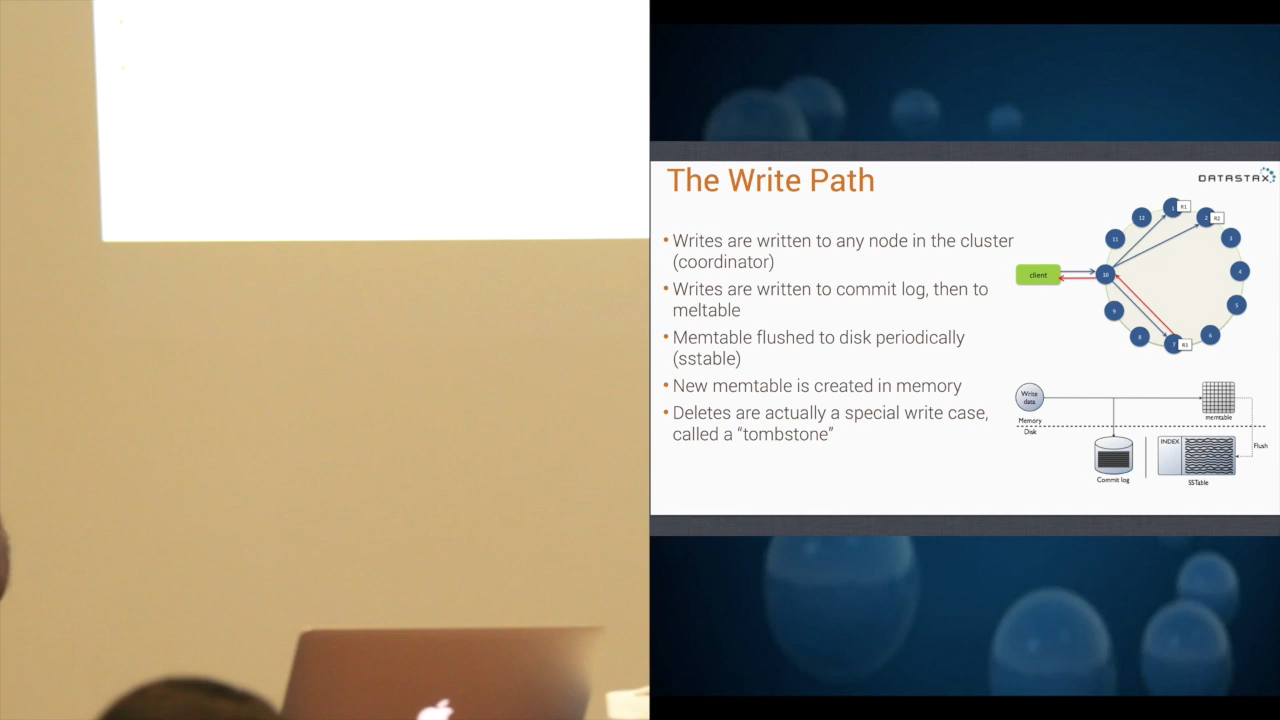 The Write Path
DATASTAX
• Writes are written to any node in the cluster
(coordinator)
• Writes are written to commit log, then to
meltable
• Memtable flushed to disk periodically
(sstable)
• New memtable is created in memory
• Deletes are actually a special write case,
called a “tombstone”
client
1
R1
2
R2
3
4
5
6
7
R3
8
9
10
11
12
Write
data
memtable
Memory
Disk
Flush
INDEX
Commit log
SSTable